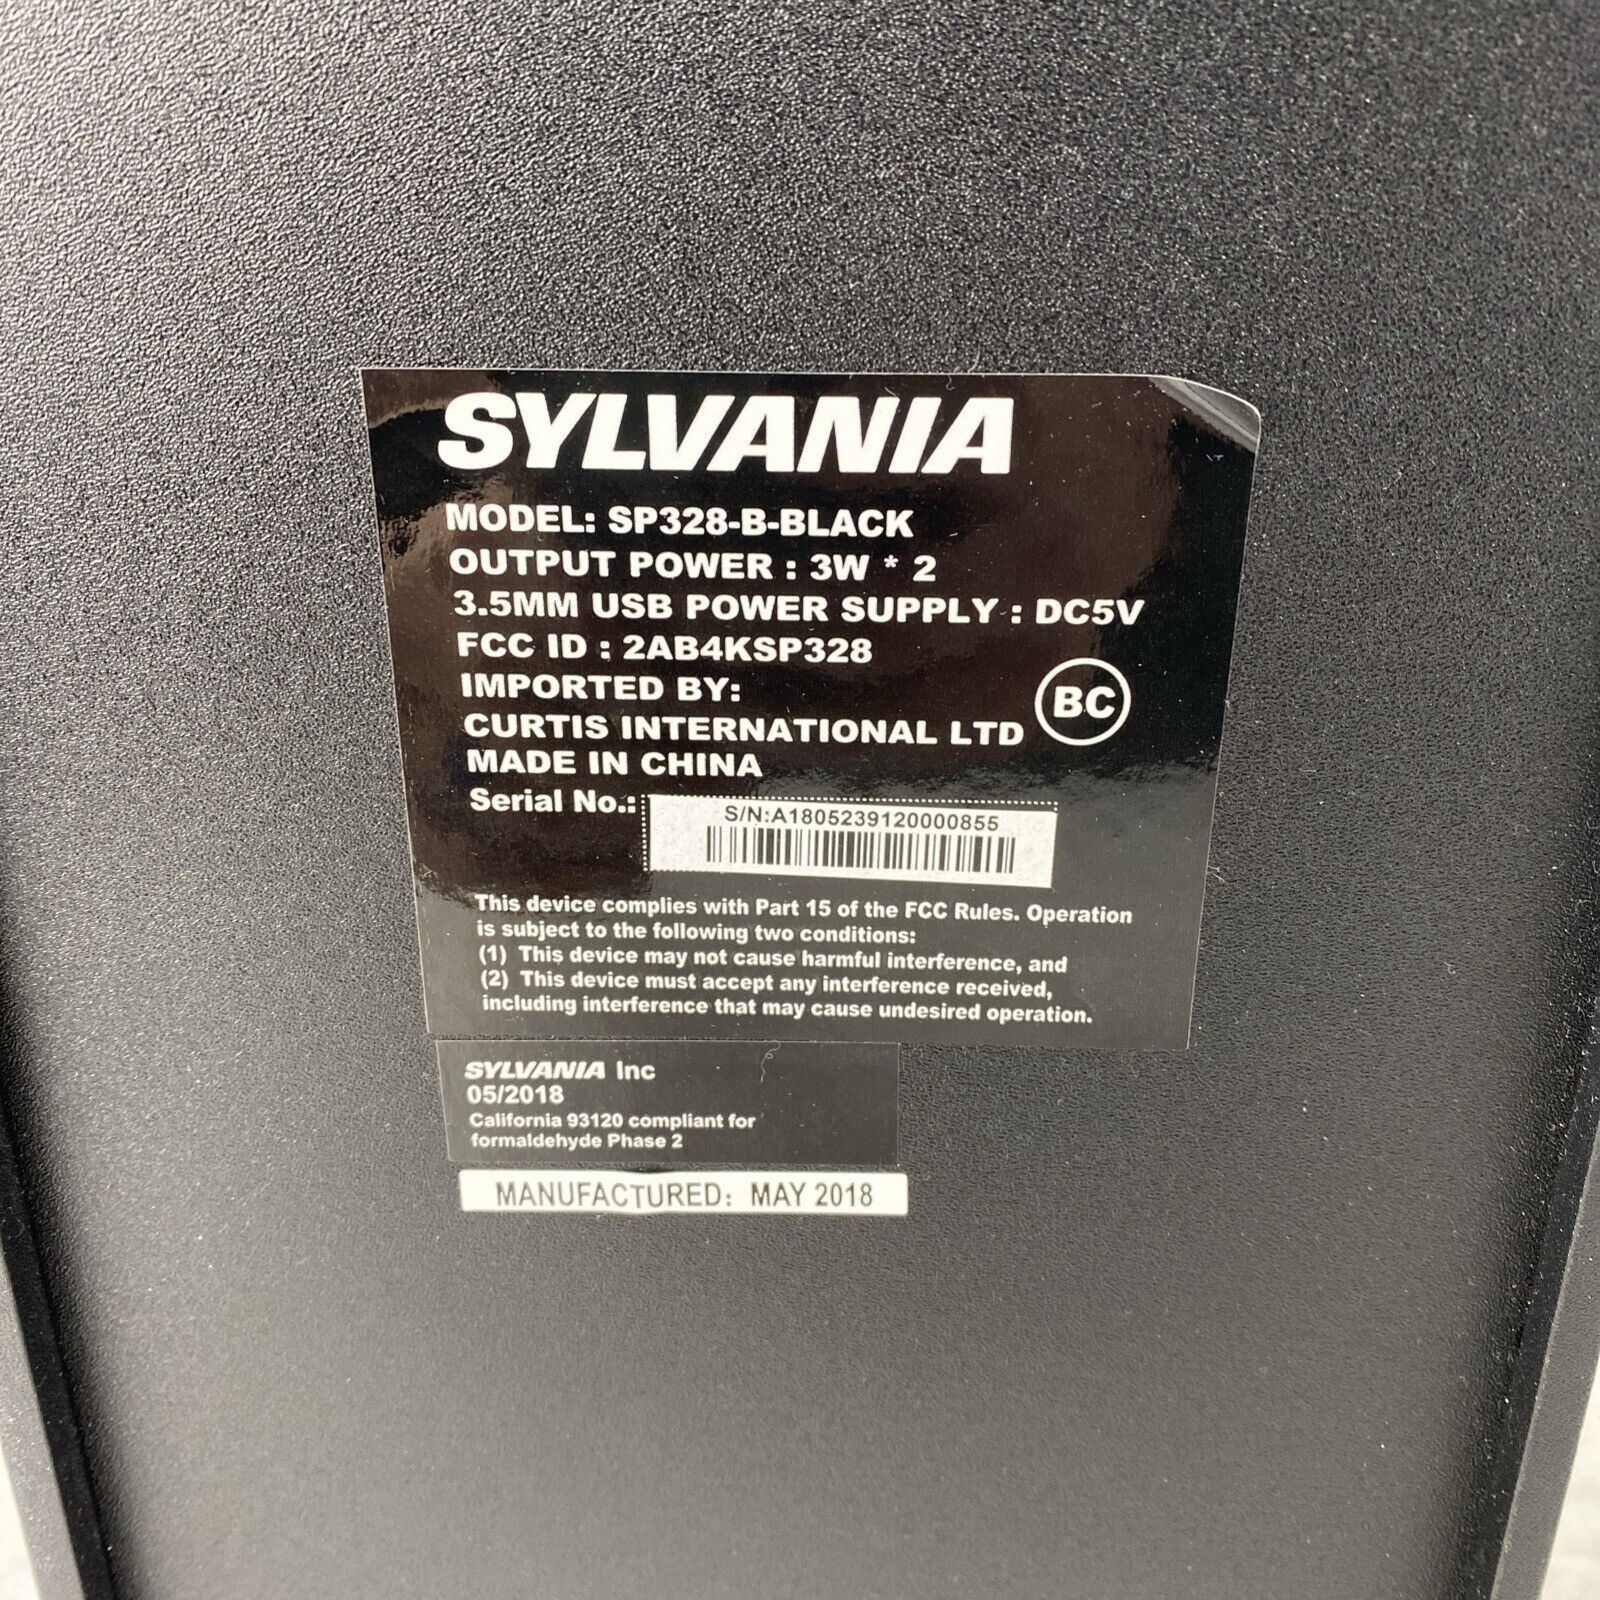 SYLVANIA
MODEL: SP328-B-BLACK
OUTPUT POWER : 3W * 2
3.5MM USB POWER SUPPLY : DC5V
FCC ID : 2AB4KSP328
IMPORTED BY:
CURTIS INTERNATIONAL LTD
BC
MADE IN CHINA
Serial No.:
S/N:A1805239120000855
This device complies with Part 15 of the FCC Rules. Operation
is subject to the following two conditions:
(1) This device may not cause harmful interference, and
(2) This device must accept any interference received,
including interference that may cause undesired operation.
SYLVANIA Inc
05/2018
California 93120 compliant for
formaldehyde Phase 2
MANUFACTURED: MAY 2018